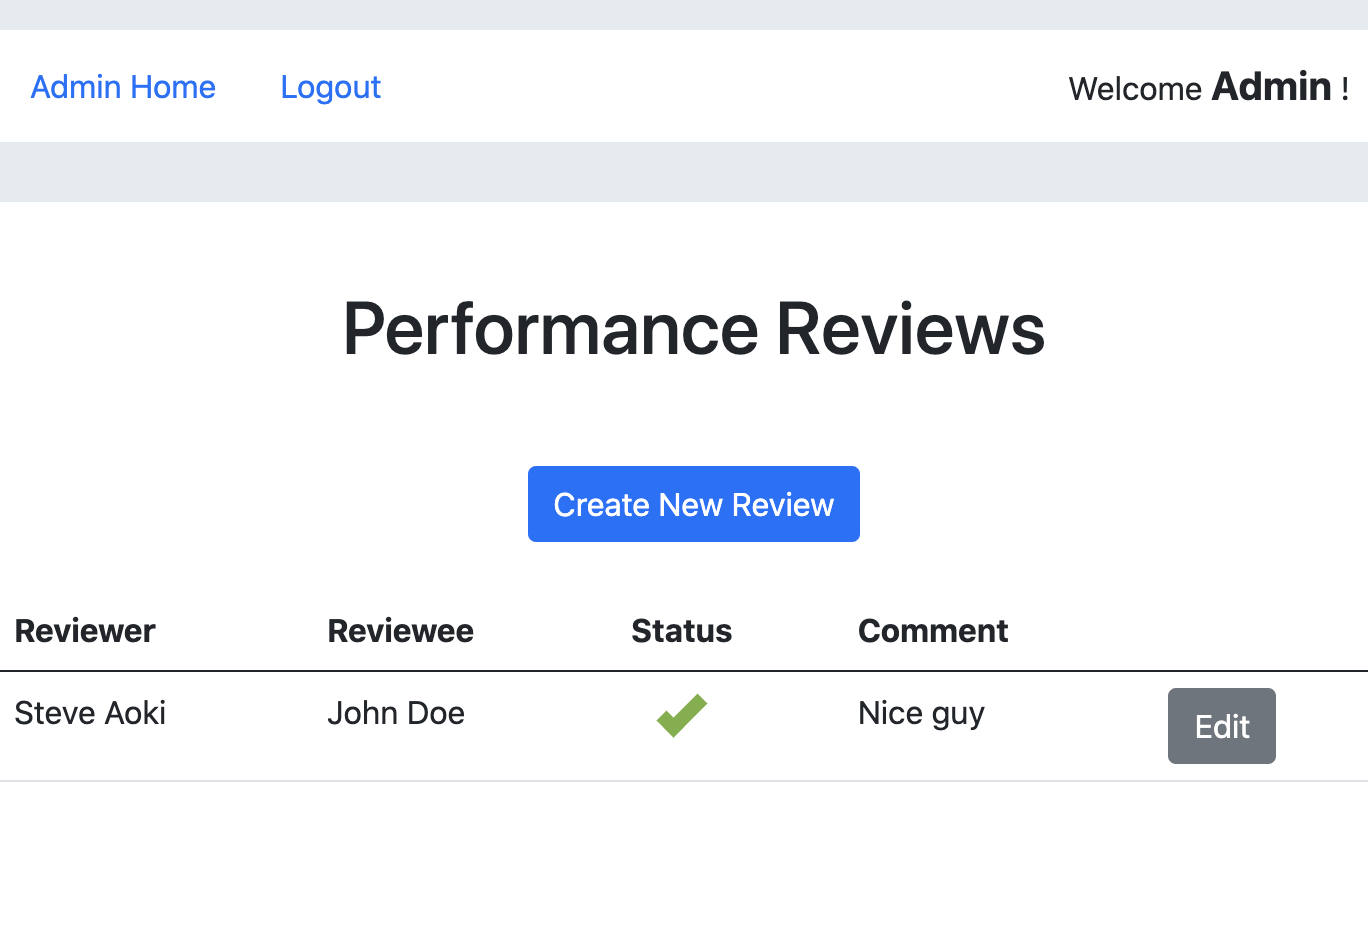 Admin Home Logout Welcome Admin !
Performance Reviews
Create New Review
Reviewer Reviewee Status Comment
Steve Aoki John Doe Nice guy Edit